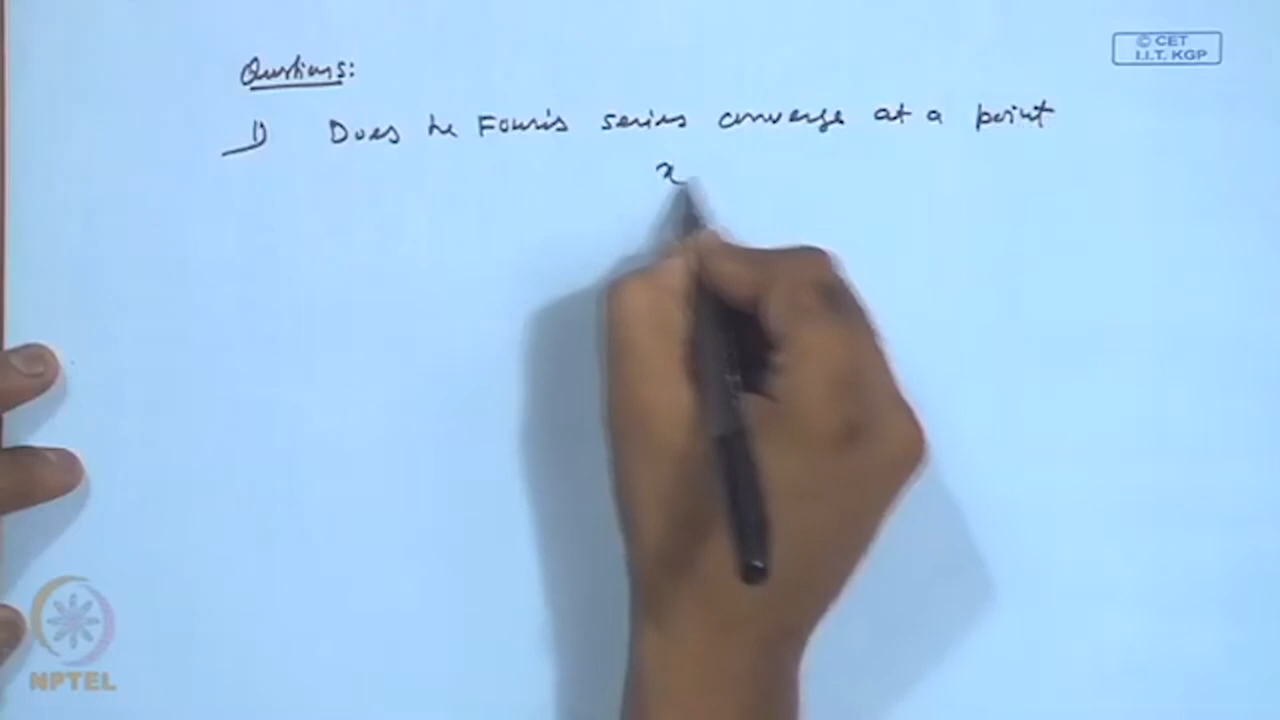 © CET
I.I.T. KGP
Questions:
1) Does the Fourier series converge at a point
x
NPTEL